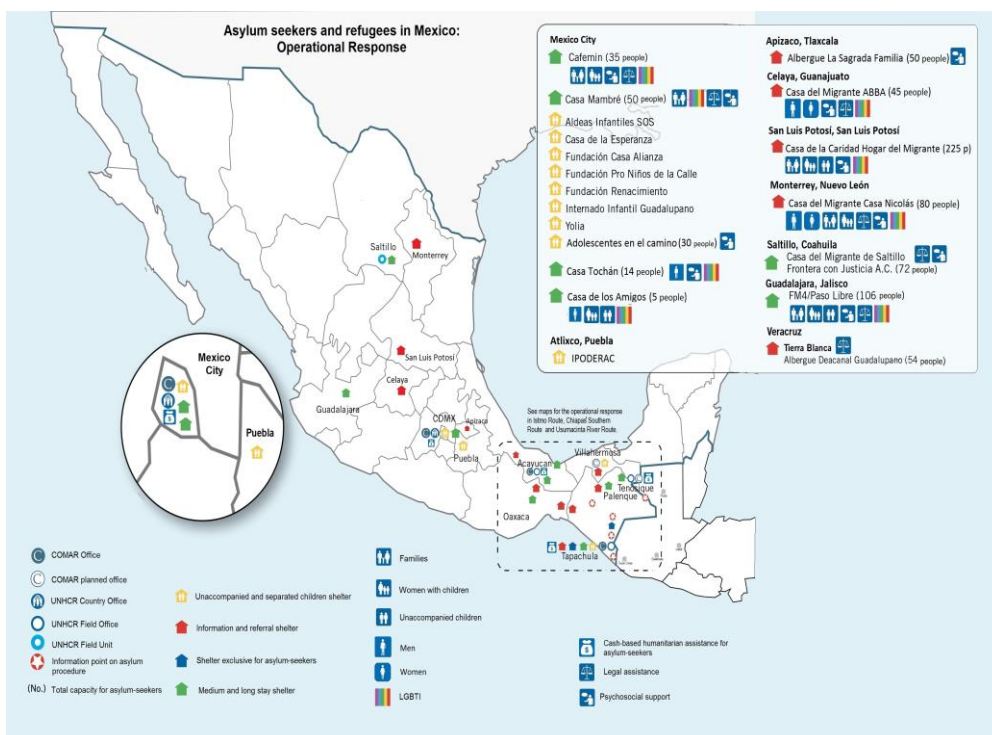 Asylum seekers and refugees in Mexico:
Operational Response
Mexico City
Cafemin (35 people)
Casa Mambré (50 people)
Aldeas Infantiles SOS
Casa de la Esperanza
Fundación Casa Alianza
Fundación Pro Niños de la Calle
Fundación Renacimiento
Internado Infantil Guadalupano
Yolia
Adolescentes en el camino (30 people)
Casa Tochán (14 people)
Casa de los Amigos (5 people)
Atlixco, Puebla
IPODERAC
Apizaco, Tlaxcala
Albergue La Sagrada Familia (50 people)
Celaya, Guanajuato
Casa del Migrante ABBA (45 people)
San Luis Potosí, San Luis Potosí
Casa de la Caridad Hogar del Migrante (225 p)
Monterrey, Nuevo León
Casa del Migrante Casa Nicolás (80 people)
Saltillo, Coahuila
Casa del Migrante de Saltillo
Frontera con Justicia A.C. (72 people)
Guadalajara, Jalisco
FM4/Paso Libre (106 people)
Veracruz
Tierra Blanca
Albergue Deacanal Guadalupano (54 people)
Saltillo
Monterrey
San Luis Potosí
Celaya
Guadalajara
CDMX
Apizaco
Puebla
Mexico
City
Puebla
See maps for the operational response
in Istmo Route, Chiapas Southern
Route and Usumacinta River Route
Acayucan
Villahermosa
Tenosique
Palenque
Oaxaca
Tapachula
C COMAR Office
C COMAR planned office
UNHCR Country Office
UNHCR Field Office
UNHCR Field Unit
Information point on asylum
procedure
(No.) Total capacity for asylum-seekers
Unaccompanied and separated children shelter
Information and referral shelter
Shelter exclusive for asylum-seekers
Medium and long stay shelter
Families
Women with children
Unaccompanied children
Men
Women
LGBTI
Cash-based humanitarian assistance for
asylum-seekers
Legal assistance
Psychosocial support